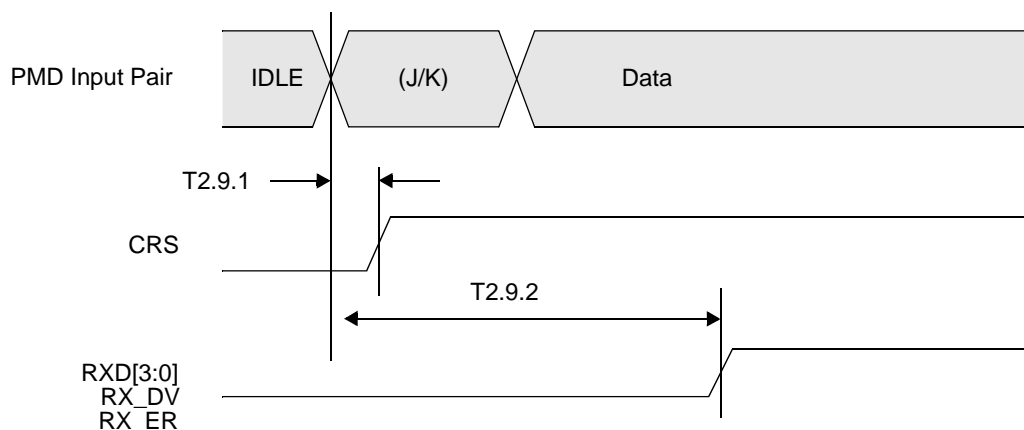 PMD Input Pair
IDLE
(J/K)
Data
T2.9.1
CRS
T2.9.2
RXD[3:0]
RX_DV
RX_ER